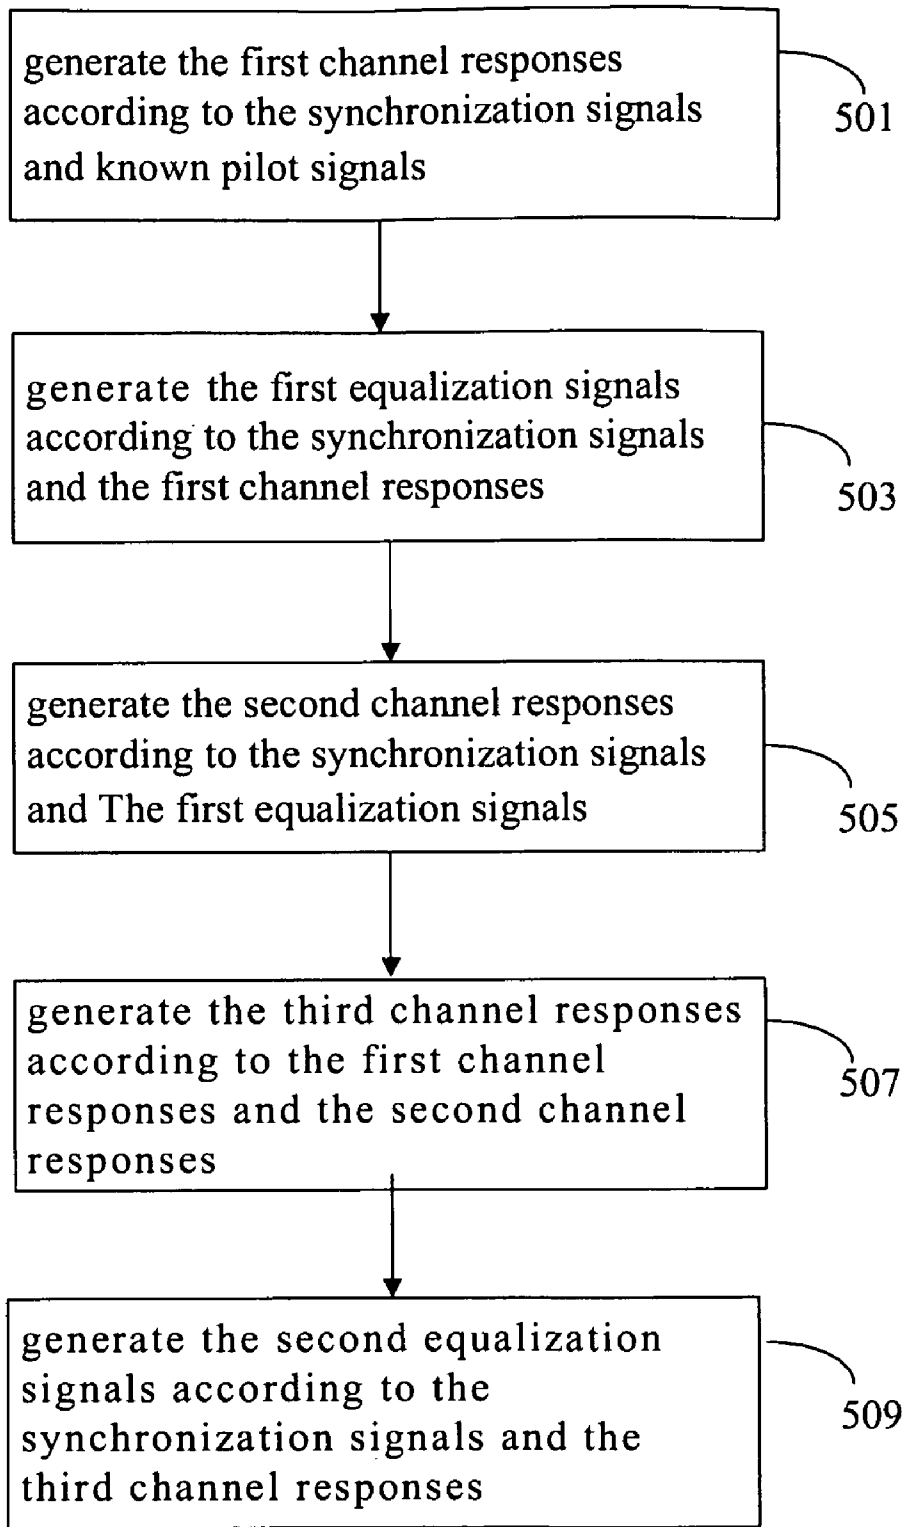 generate the first channel responses
according to the synchronization signals
and known pilot signals
501
generate the first equalization signals
according to the synchronization signals
and the first channel responses
503
generate the second channel responses
according to the synchronization signals
and The first equalization signals
505
generate the third channel responses
according to the first channel
responses and the second channel
responses
507
generate the second equalization
signals according to the
synchronization signals and the
third channel responses
509